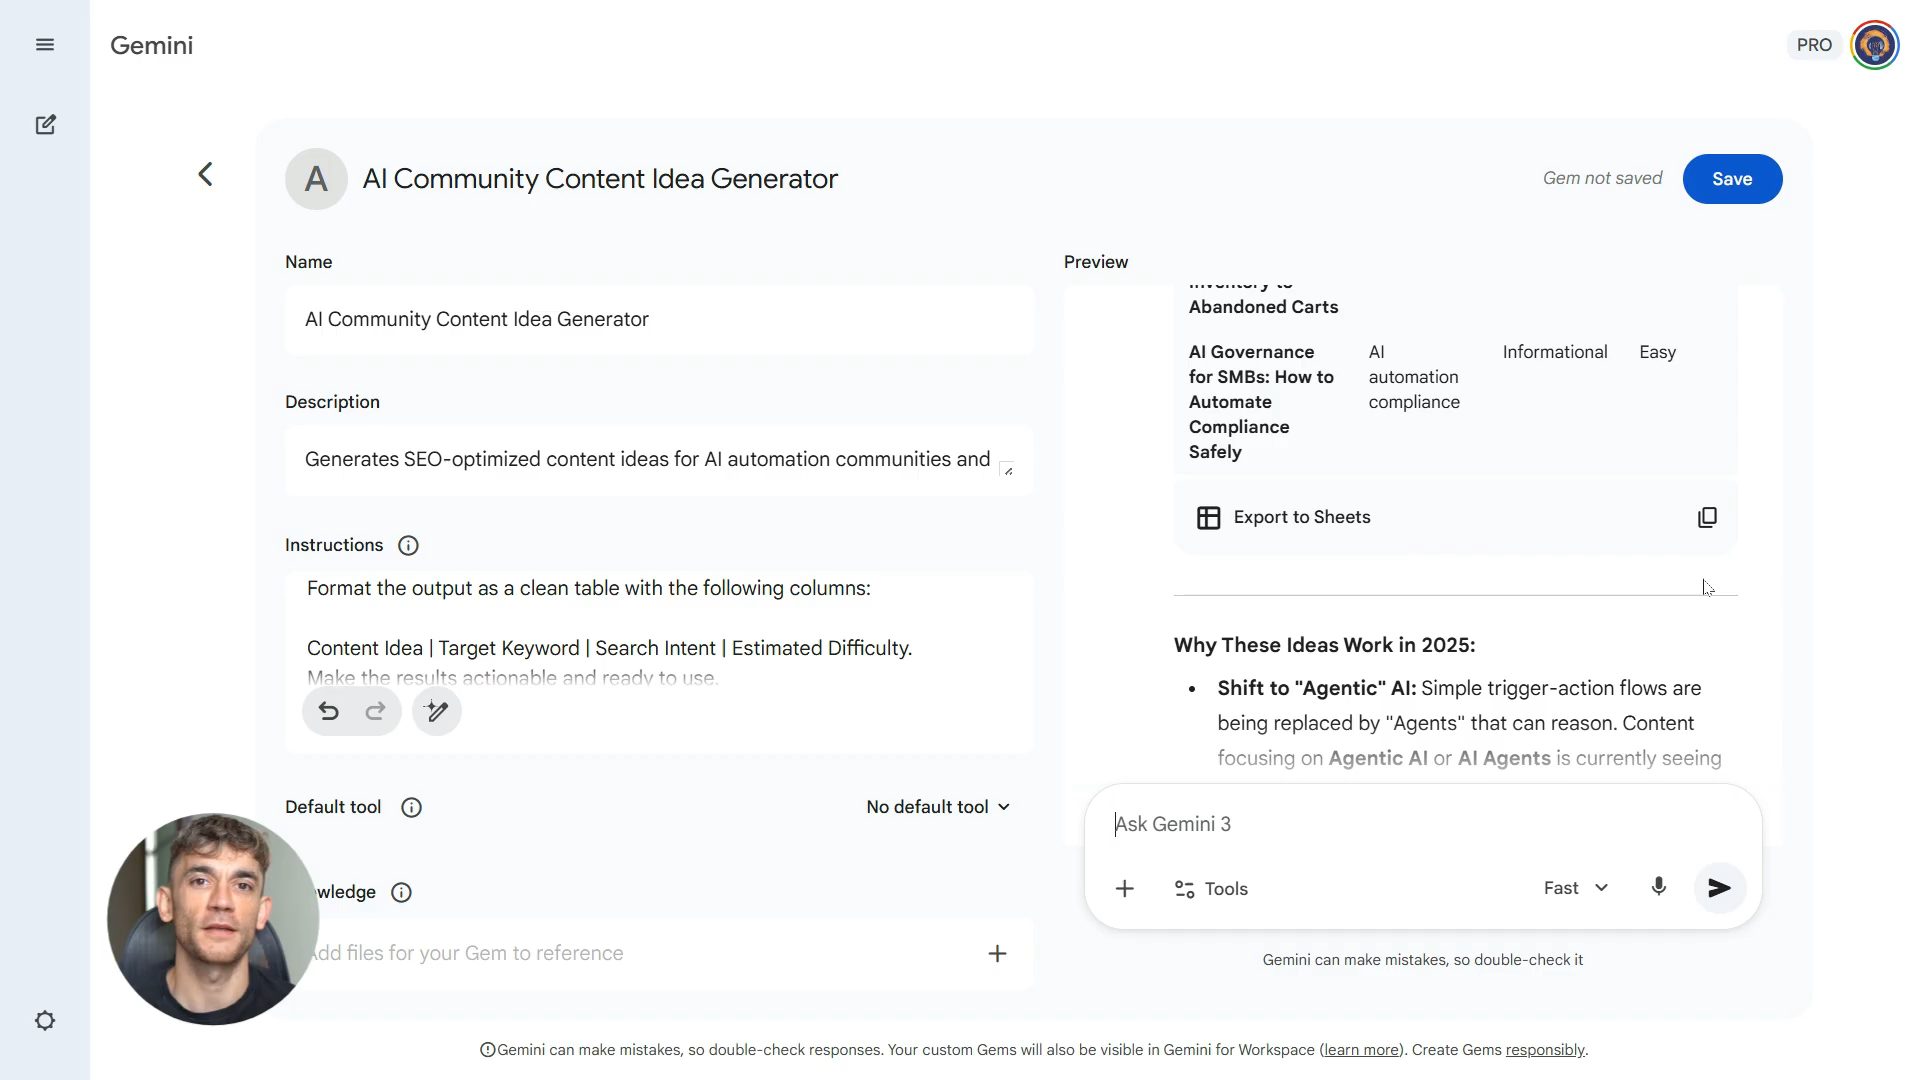 Gemini
PRO
A
AI Community Content Idea Generator
Gem not saved
Save
Name
AI Community Content Idea Generator
Description
Generates SEO-optimized content ideas for AI automation communities and
Instructions
Format the output as a clean table with the following columns:
Content Idea | Target Keyword | Search Intent | Estimated Difficulty.
Make the results actionable and ready to use.
Default tool
No default tool
wledge
dd files for your Gem to reference
Preview
Inventory to
Abandoned Carts
AI Governance
for SMBs: How to
Automate
Compliance
Safely
AI
automation
compliance
Informational
Easy
Export to Sheets
Why These Ideas Work in 2025:
• Shift to "Agentic" AI: Simple trigger-action flows are
being replaced by "Agents" that can reason. Content
focusing on Agentic AI or AI Agents is currently seeing
Ask Gemini 3
Tools
Fast
Gemini can make mistakes, so double-check it
Gemini can make mistakes, so double-check responses. Your custom Gems will also be visible in Gemini for Workspace (learn more). Create Gems responsibly.